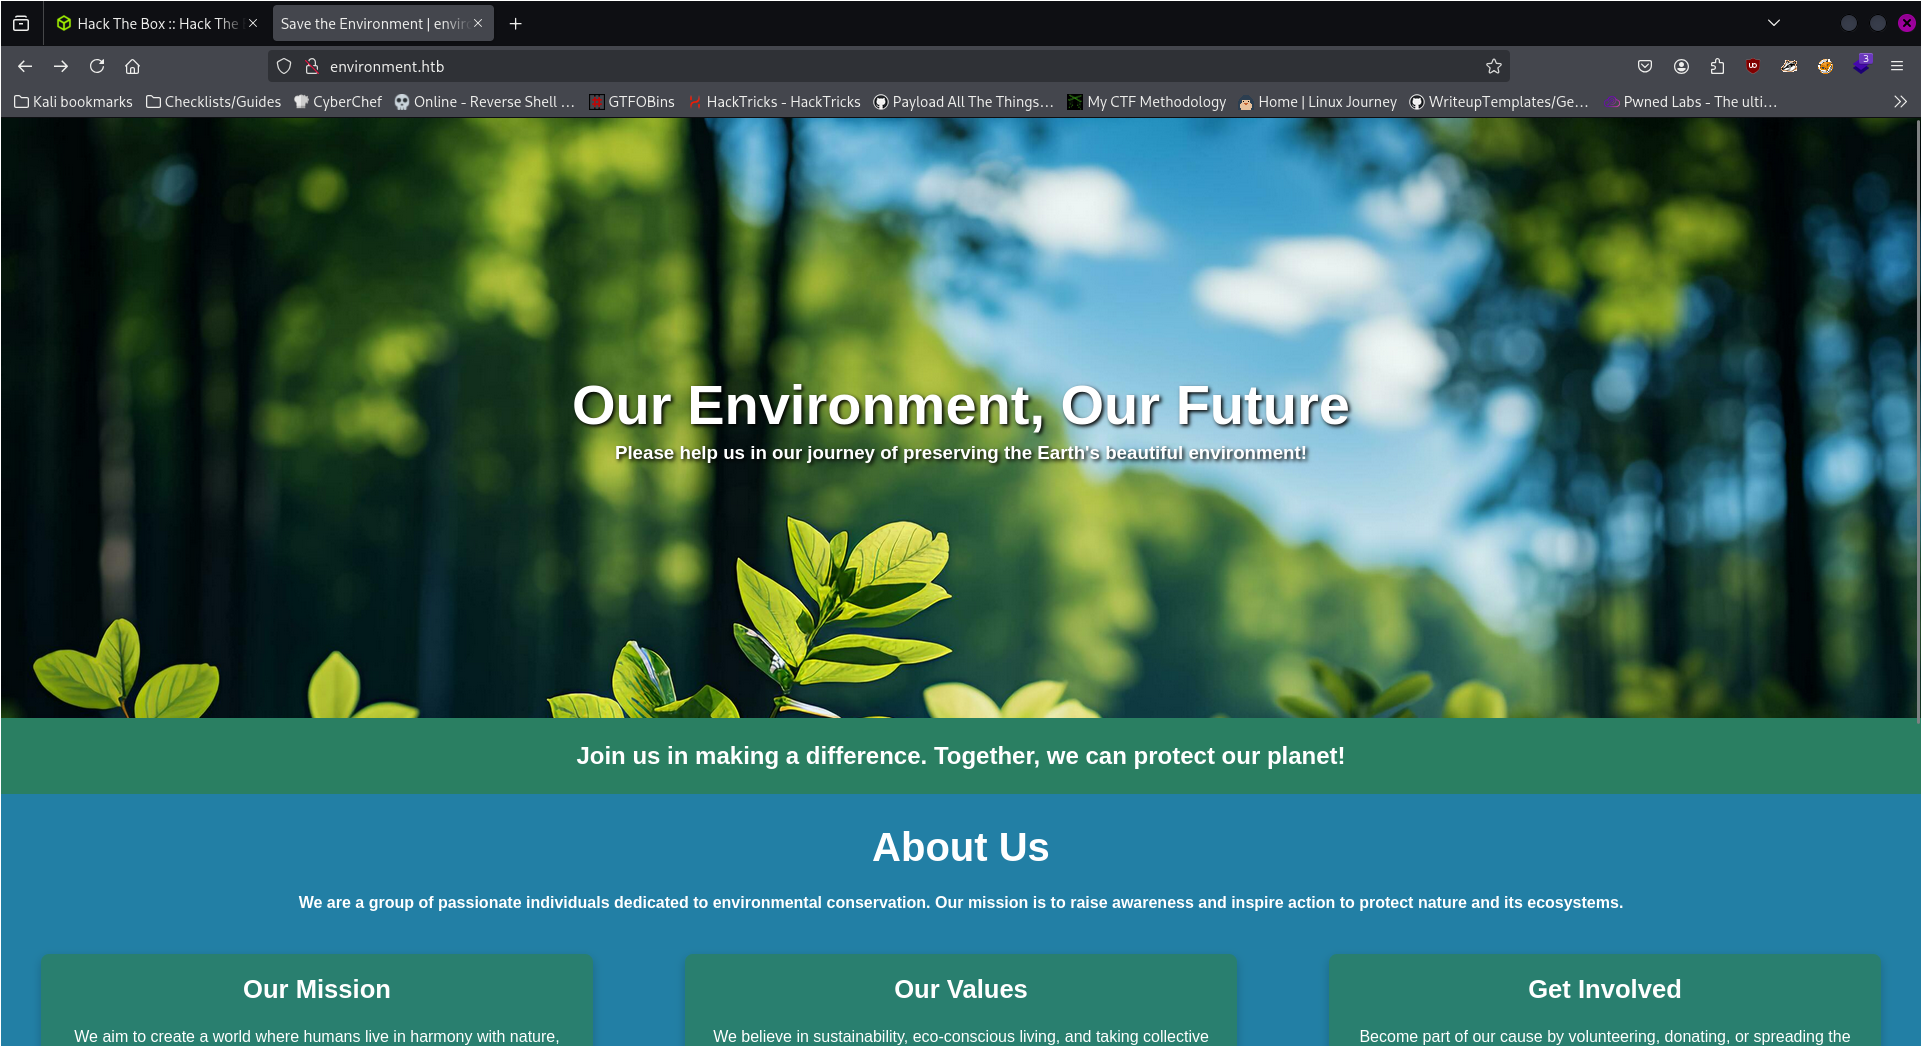 Hack The Box :: Hack The
Save the Environment | enviro
environment.htb
3
Kali bookmarks
Checklists/Guides
CyberChef
Online - Reverse Shell ...
GTFOBins
HackTricks - HackTricks
Payload All The Things...
My CTF Methodology
Home | Linux Journey
WriteupTemplates/Ge...
Pwned Labs - The ulti...
Our Environment, Our Future
Please help us in our journey of preserving the Earth's beautiful environment!
Join us in making a difference. Together, we can protect our planet!
About Us
We are a group of passionate individuals dedicated to environmental conservation. Our mission is to raise awareness and inspire action to protect nature and its ecosystems.
Our Mission
We aim to create a world where humans live in harmony with nature,
Our Values
We believe in sustainability, eco-conscious living, and taking collective
Get Involved
Become part of our cause by volunteering, donating, or spreading the